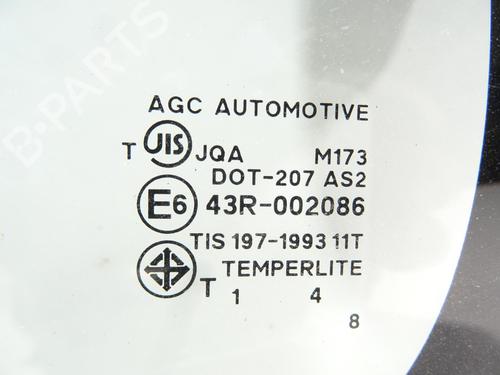 B-PARTS
AGC AUTOMOTIVE
T JIS JQA M173
DOT-207 AS2
E6 43R-002086
TIS 197-1993 11T
T TEMPERLITE
1 4
8